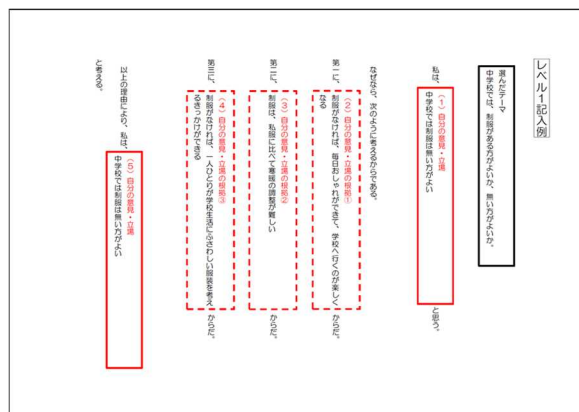 レベル1記入例
選んだテーマ
中学校では、制服がある方がよいか、無い方がよいか。
私は、
(1)自分の意見・立場
中学校では制服は無い方がよい
と思う。
なぜなら、次のように考えるからである。
第一に、
(2)自分の意見・立場の根拠①
制服がなければ、毎日おしゃれができて、学校へ行くのが楽しく
なる
からだ。
第二に、
(3)自分の意見・立場の根拠②
制服は、私服に比べて寒暖の調整が難しい
からだ。
第三に、
(4)自分の意見・立場の根拠③
制服がなければ、一人ひとりが学校生活にふさわしい服装を考え
るきっかけができる
からだ。
以上の理由により、私は、
(5)自分の意見・立場
中学校では制服は無い方がよい
と考える。